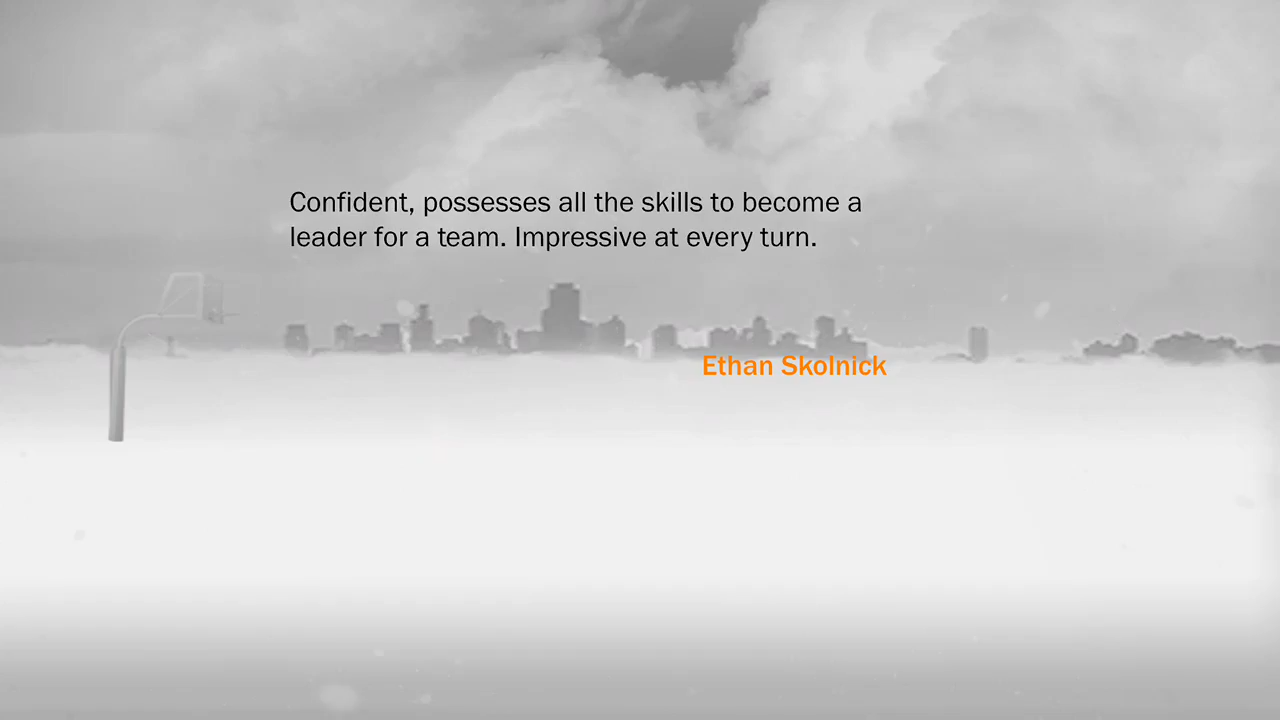 Confident, possesses all the skills to become a
leader for a team. Impressive at every turn.
Ethan Skolnick